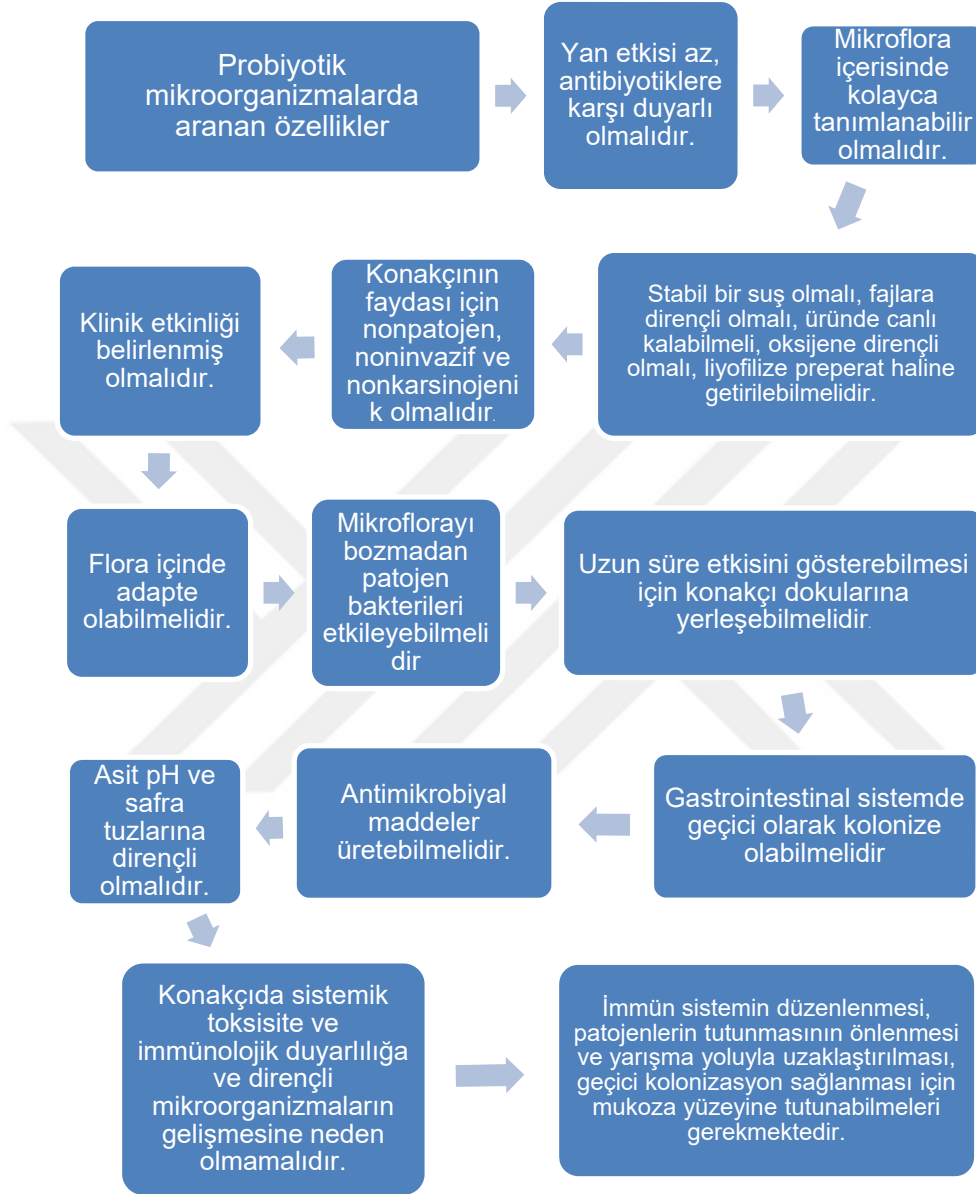 Probiyotik
mikroorganizmalarda
aranan özellikler
Yan etkisi az,
antibiyotiklere
karşı duyarlı
olmalıdır.
Mikroflora
içerisinde
kolayca
tanımlanabilir
olmalıdır.
Stabil bir suş olmalı, fajlara
dirençli olmalı, üründe canlı
kalabilmeli, oksijene dirençli
olmalı, liyofilize preperat haline
getirilebilmelidir.
Konakçının
faydası için
nonpatojen,
noninvazif ve
nonkarsinojeni
k olmalıdır.
Klinik etkinliği
belirlenmiş
olmalıdır.
Flora içinde
adapte
olabilmelidir.
Mikroflorayı
bozmadan
patojen
bakterileri
etkileyebilmeli
dir
Uzun süre etkisini gösterebilmesi
için konakçı dokularına
yerleşebilmelidir.
Gastrointestinal sistemde
geçici olarak kolonize
olabilmelidir
Antimikrobiyal
maddeler
üretebilmelidir.
Asit pH ve
safra
tuzlarına
dirençli
olmalıdır.
Konakçıda sistemik
toksisite ve
immünolojik duyarlılığa
ve dirençli
mikroorganizmaların
gelişmesine neden
olmamalıdır.
İmmün sistemin düzenlenmesi,
patojenlerin tutunmasının önlenmesi
ve yarışma yoluyla uzaklaştırılması,
geçici kolonizasyon sağlanması için
mukoza yüzeyine tutunabilmeleri
gerekmektedir.